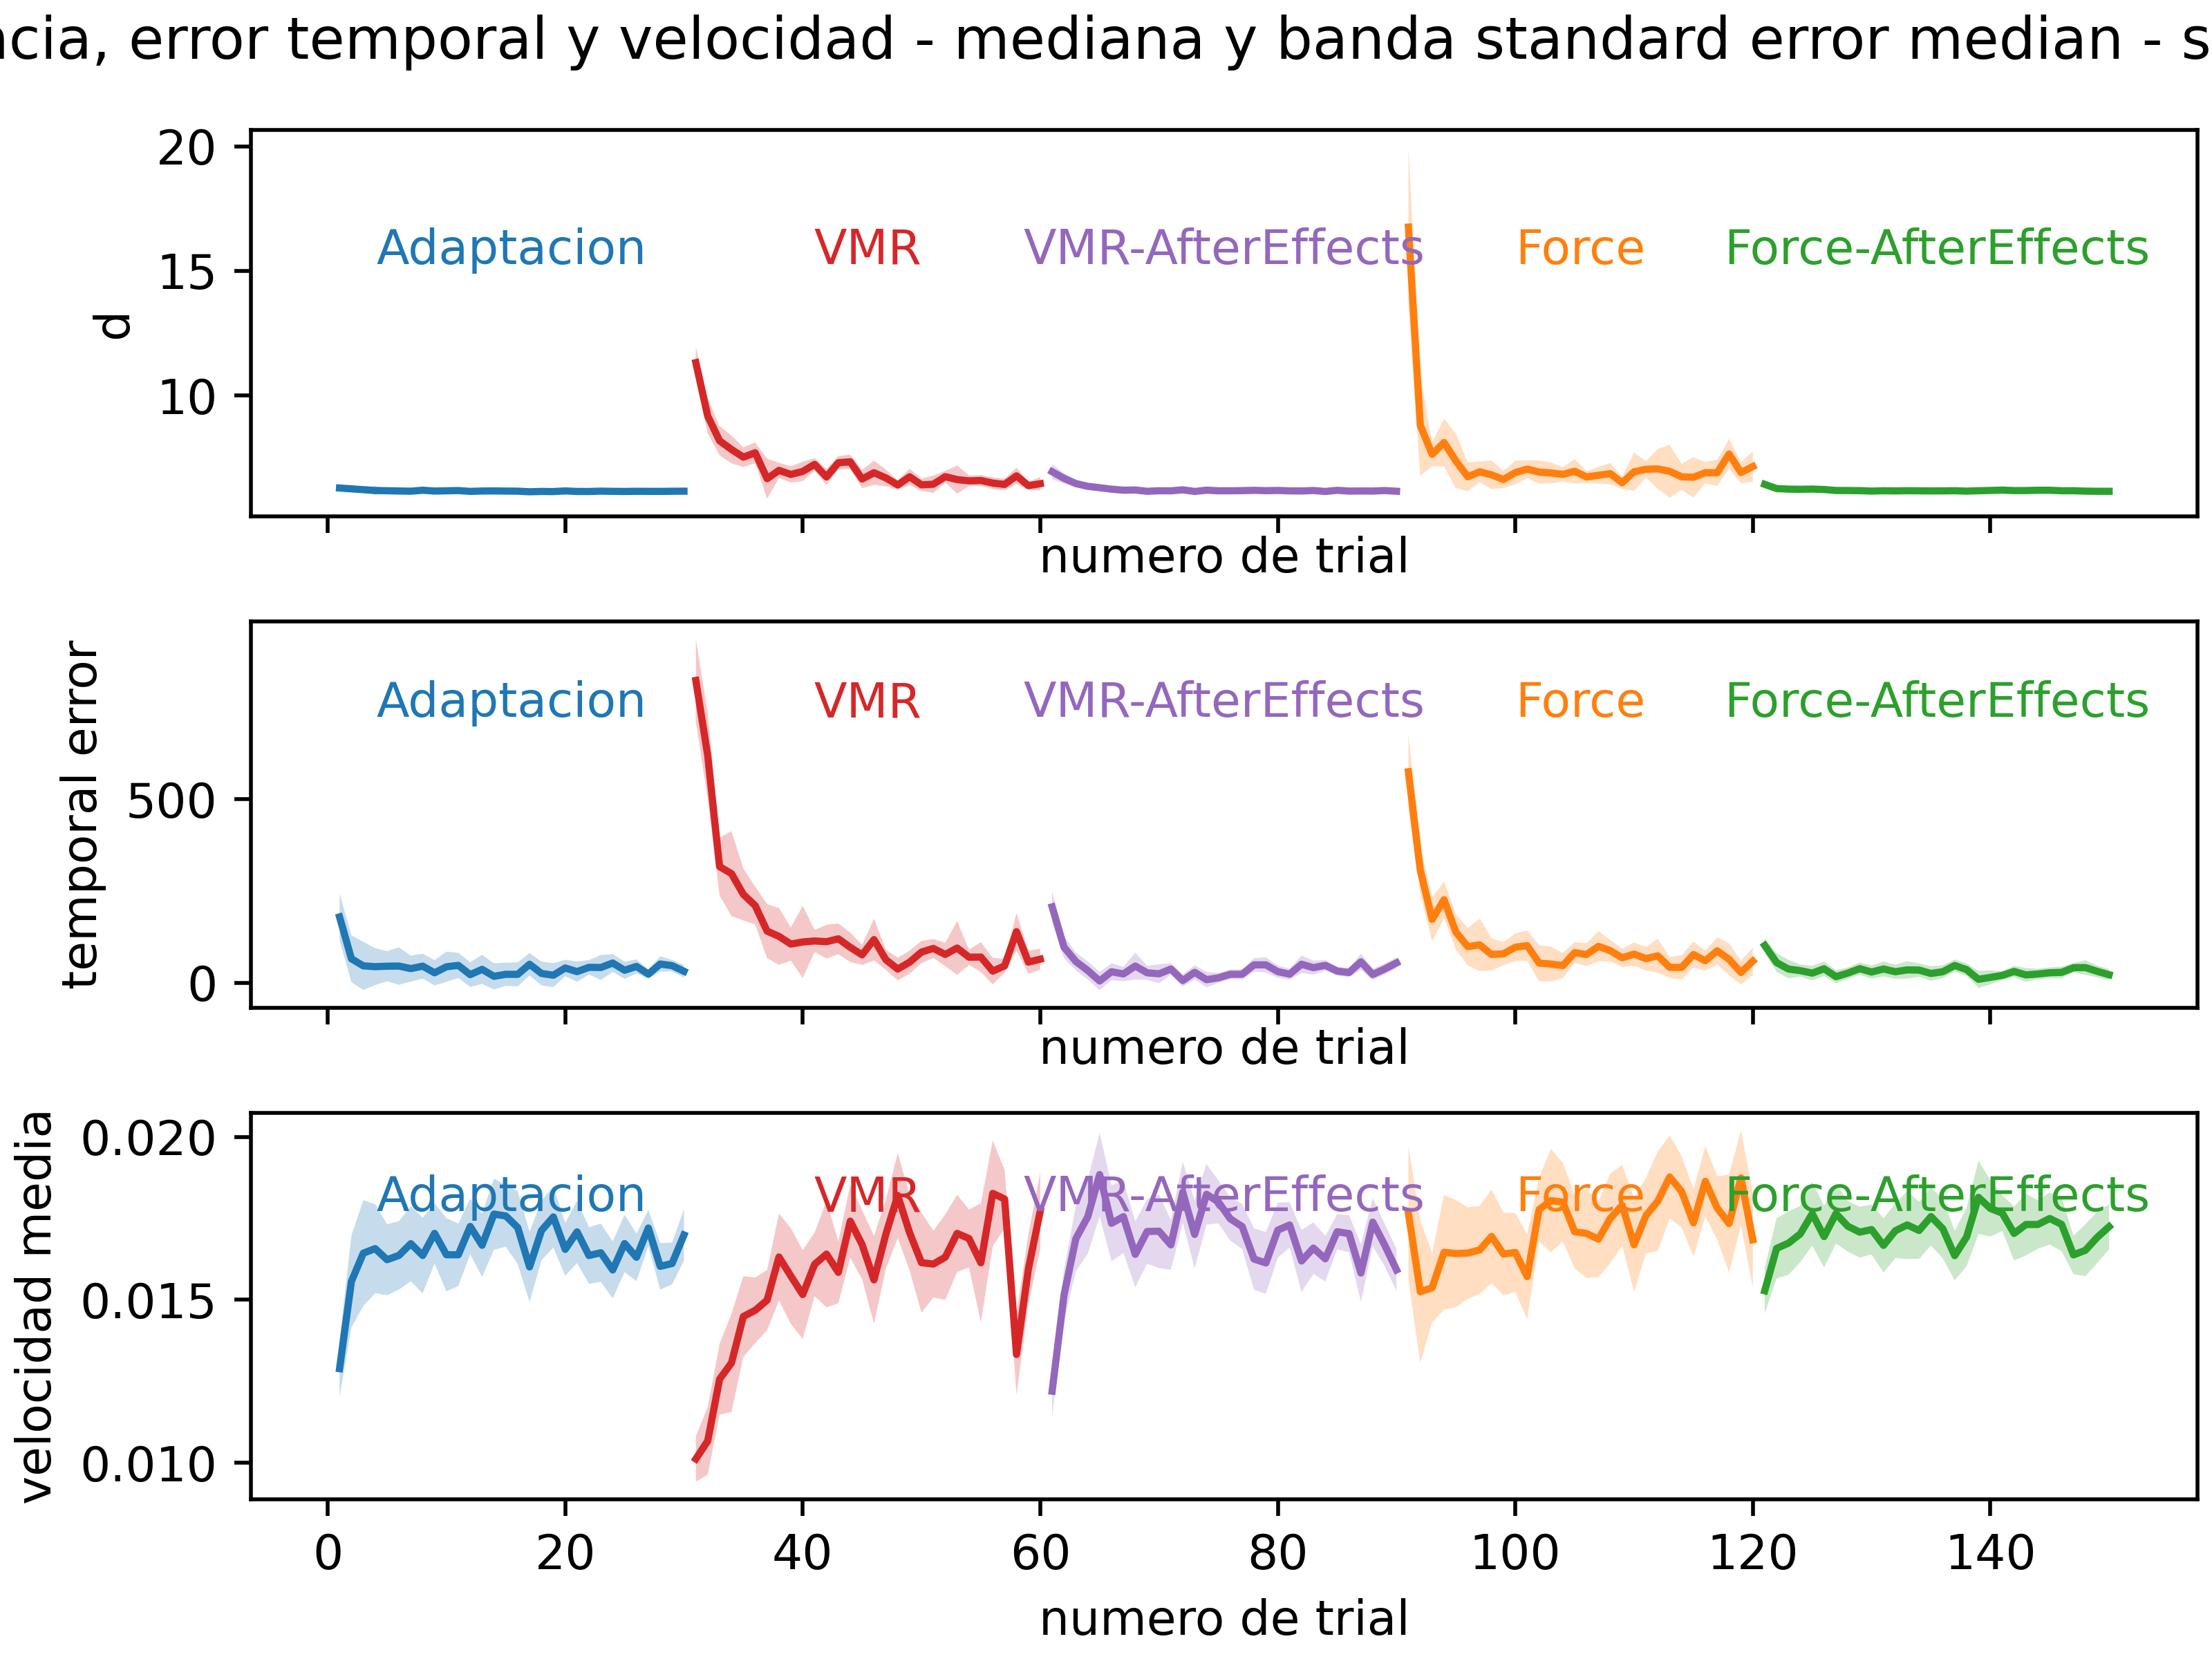 ncia, error temporal y velocidad - mediana y banda standard error median - s
20
15
10
d
Adaptacion VMR VMR-AfterEffects Force Force-AfterEffects
numero de trial
500
0
temporal error
Adaptacion VMR VMR-AfterEffects Force Force-AfterEffects
numero de trial
0.020
0.015
0.010
velocidad media
Adaptacion VMR VMR-AfterEffects Force Force-AfterEffects
0 20 40 60 80 100 120 140
numero de trial